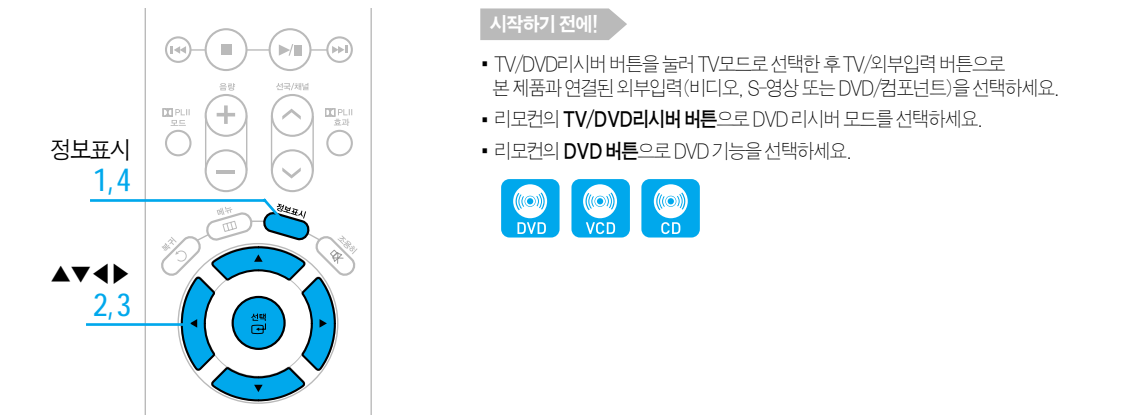 시작하기 전에!
▪ TV/DVD리시버 버튼을 눌러 TV모드로 선택한 후 TV/외부입력 버튼으로
본 제품과 연결된 외부입력(비디오, S-영상 또는 DVD/컴포넌트)을 선택하세요.
▪ 리모컨의 TV/DVD리시버 버튼으로 DVD 리시버 모드를 선택하세요.
▪ 리모컨의 DVD 버튼으로 DVD 기능을 선택하세요.
DVD VCD CD
음량 선국/채널
PLII
모드
PLII
효과
정보표시
1, 4
메뉴 정보표시
복귀 조용히
▲▼◀▶
2, 3
선택